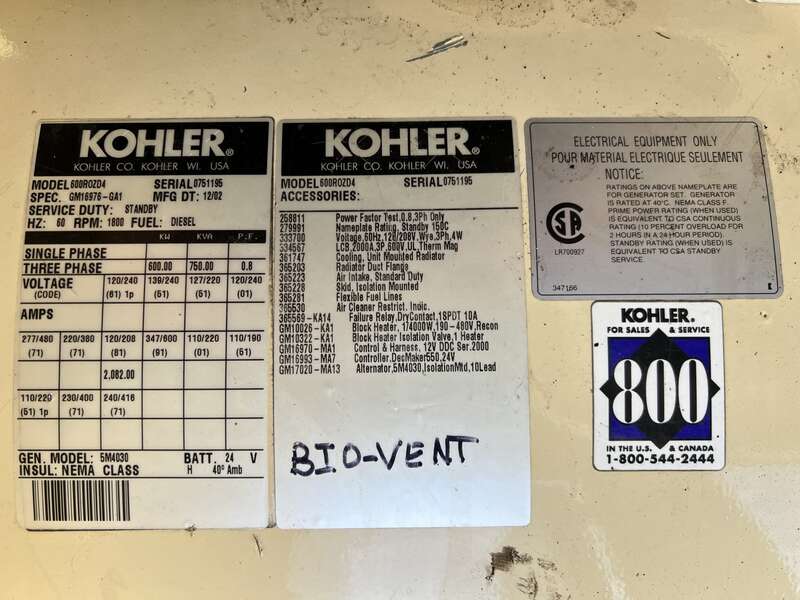 KOHLER®
KOHLER CO. KOHLER WI. USA
MODEL 600ROZD4 SERIAL 0751195
SPEC. GM16976-GA1 MFG DT: 12/02
SERVICE DUTY: STANDBY
HZ: 60 RPM: 1800 FUEL: DIESEL
KW KVA P.F.
SINGLE PHASE
THREE PHASE 600.00 750.00 0.8
VOLTAGE 120/240 139/240 127/220 120/240
(CODE) (61) 1p (51) (51) (01)
AMPS
277/480 220/380 120/208 347/600 110/220 110/190
(71) (71) (81) (91) (01) (51)
2,082.00
110/220 230/400 240/416
(51) 1p (71) (71)
GEN. MODEL: 5M4030 BATT. 24 V
INSUL: NEMA CLASS H 40° Amb
KOHLER®
KOHLER CO. KOHLER WI. USA
MODEL 600ROZD4 SERIAL 0751195
ACCESSORIES:
258811 Power Factor Test,0.8,3Ph Only
279991 Nameplate Rating, Standby 150C
333700 Voltage,60Hz,120/208V,Wye,3Ph,4W
334567 LCB,2000A,3P,600V,UL,Therm Mag
361747 Cooling, Unit Mounted Radiator
365203 Radiator Duct Flange
365223 Air Intake, Standard Duty
365228 Skid, Isolation Mounted
365281 Flexible Fuel Lines
365530 Air Cleaner Restrict. Indic.
365569-KA14 Failure Relay,DryContact,1SPDT 10A
GM10026-KA1 Block Heater, 1/4000W,190-480V,Recon
GM10322-KA1 Block Heater Isolation Valve,1 Heater
GM16970-MA1 Control & Harness, 12V DDC Ser.2000
GM16993-MA7 Controller,DecMaker550,24V
GM17020-MA13 Alternator,5M4030,IsolationMtd,10Lead
BIO-VENT
ELECTRICAL EQUIPMENT ONLY
POUR MATERIAL ELECTRIQUE SEULEMENT
NOTICE:
RATINGS ON ABOVE NAMEPLATE ARE
FOR GENERATOR SET. GENERATOR
IS RATED AT 40°C. NEMA CLASS F.
PRIME POWER RATING (WHEN USED)
IS EQUIVALENT TO CSA CONTINUOUS
RATING (10 PERCENT OVERLOAD FOR
2 HOURS IN A 24 HOUR PERIOD).
STANDBY RATING (WHEN USED) IS
EQUIVALENT TO CSA STANDBY
SERVICE.
LR700927
347166
KOHLER®
FOR SALES & SERVICE
800
IN THE U.S. & CANADA
1-800-544-2444